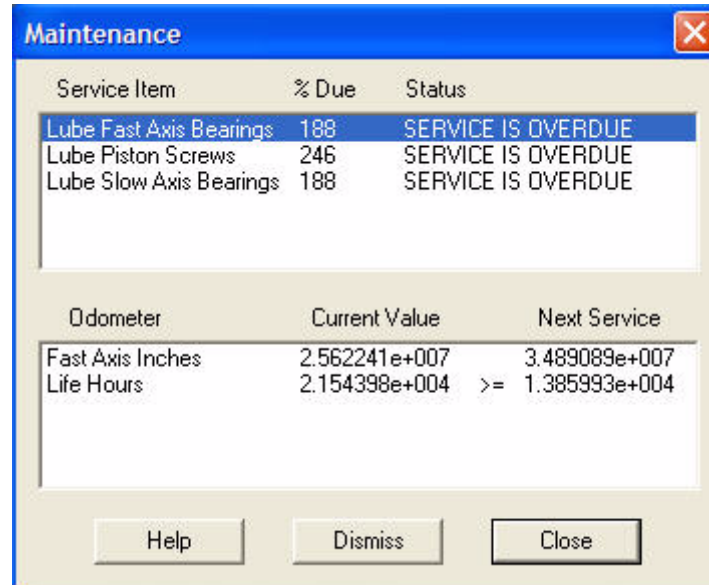 Maintenance
Service Item % Due Status
Lube Fast Axis Bearings 188 SERVICE IS OVERDUE
Lube Piston Screws 246 SERVICE IS OVERDUE
Lube Slow Axis Bearings 188 SERVICE IS OVERDUE
Odometer Current Value Next Service
Fast Axis Inches 2.562241e+007 3.489089e+007
Life Hours 2.154398e+004 >= 1.385993e+004
Help Dismiss Close